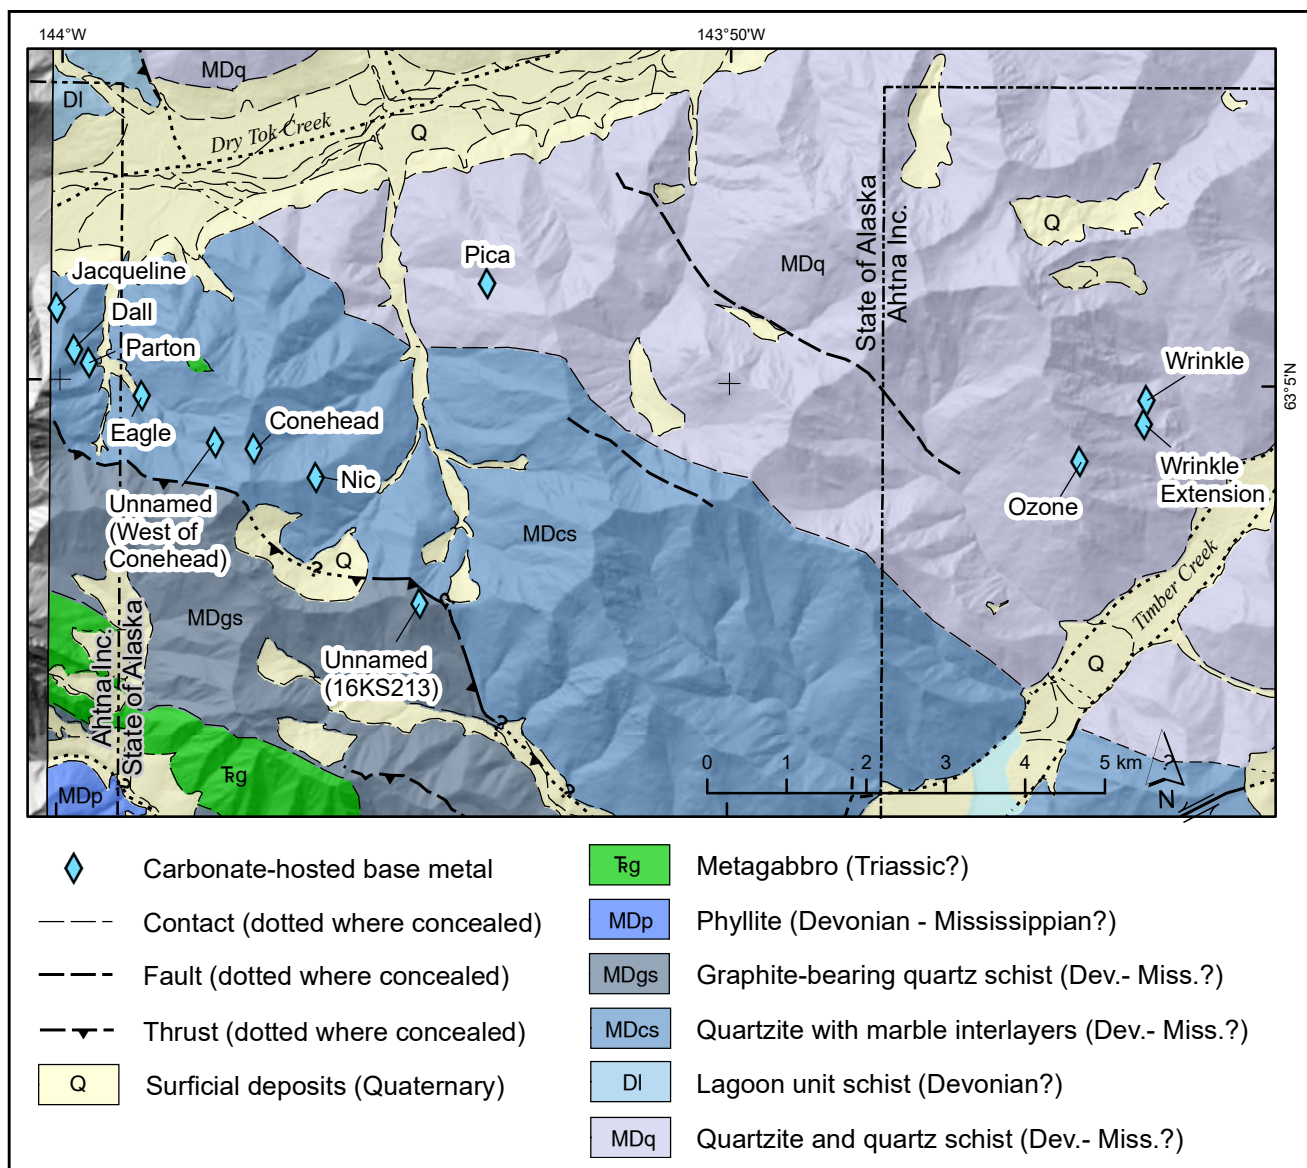 144°W
143°50'W
MDq
Dl
Dry Tok Creek
Q
State of Alaska
Ahtna Inc.
Q
Pica
MDq
Jacqueline
Dall
Parton
Wrinkle
63°5'N
Eagle
Conehead
Nic
Wrinkle
Extension
Ozone
Unnamed
(West of
Conehead)
MDcs
Q
?
Timber Creek
MDgs
Unnamed
(16KS213)
Q
Ahtna Inc.
State of Alaska
?
?
?
?
?
Ꞧg
MDp
0 1 2 3 4 5 km
N
Carbonate-hosted base metal
Contact (dotted where concealed)
Fault (dotted where concealed)
Thrust (dotted where concealed)
Q Surficial deposits (Quaternary)
Ꞧg Metagabbro (Triassic?)
MDp Phyllite (Devonian - Mississippian?)
MDgs Graphite-bearing quartz schist (Dev.- Miss.?)
MDcs Quartzite with marble interlayers (Dev.- Miss.?)
Dl Lagoon unit schist (Devonian?)
MDq Quartzite and quartz schist (Dev.- Miss.?)